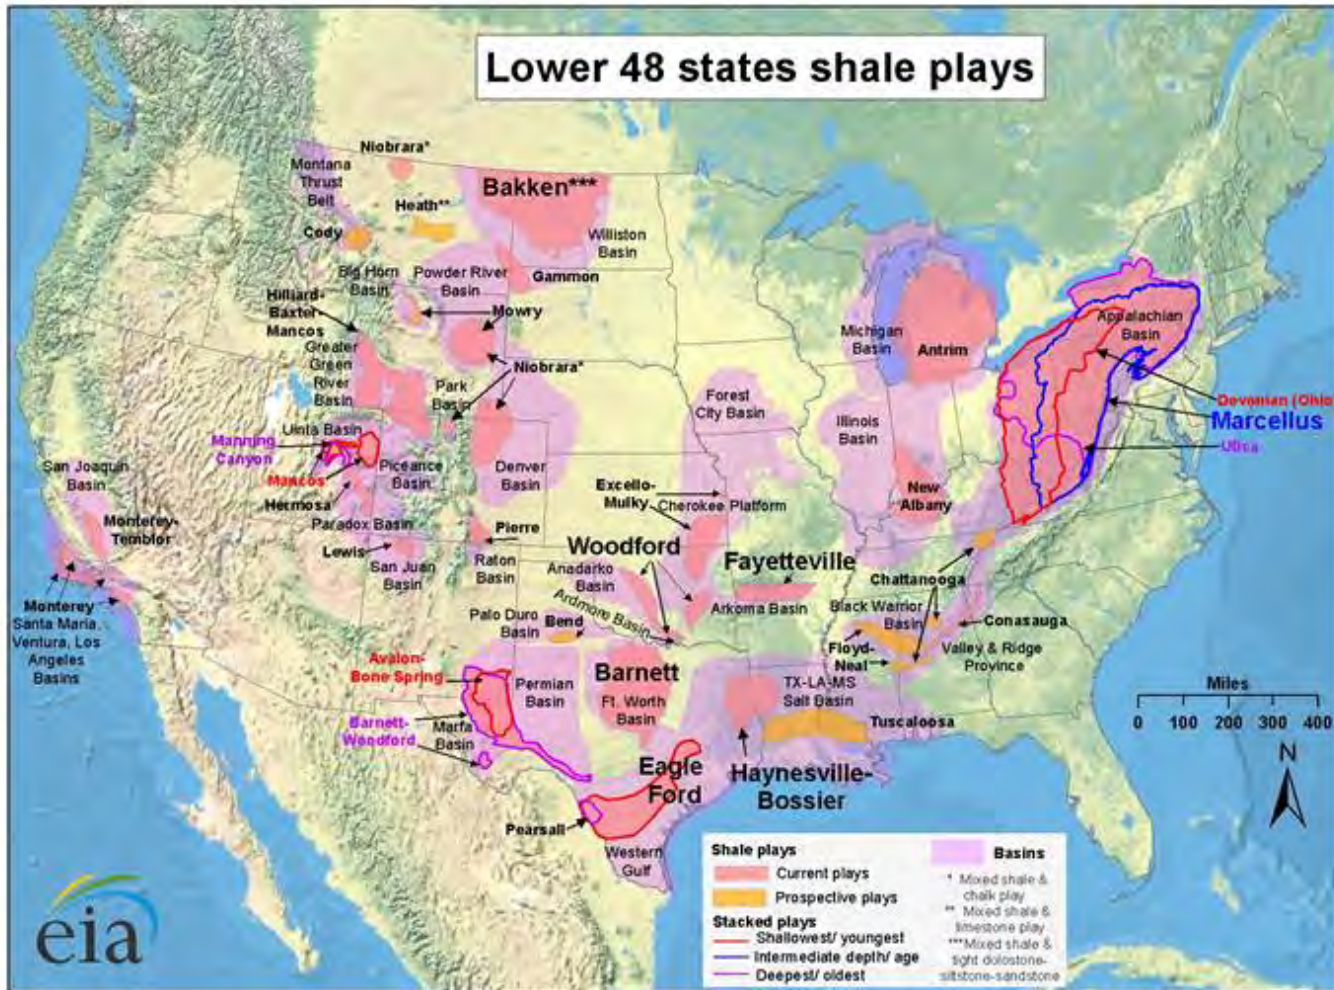 Lower 48 states shale plays
Niobrara*
Montana
Thrust
Belt
Bakken***
Heath**
Cody
Williston
Basin
Big Horn
Basin
Powder River
Basin
Gammon
Hilliard-
Baxter-
Mancos
Mowry
Greater
Green
River
Basin
Niobrara*
Park
Basin
Michigan
Basin
Antrim
Appalachian
Basin
Devonian (Ohio
Marcellus
Utica
Forest
City Basin
Illinois
Basin
Uinta Basin
Manning
Canyon
Mancos
Piceance
Basin
Denver
Basin
San Joaquin
Basin
Hermosa
Excello-
Mulky
Cherokee Platform
New
Albany
Monterey-
Temblor
Paradox Basin
Pierre
Lewis
San Juan
Basin
Raton
Basin
Woodford
Anadarko
Basin
Fayetteville
Chattanooga
Arkoma Basin
Ardmore Basin
Black Warrior
Basin
Conasauga
Monterey
Santa Maria,
Ventura, Los
Angeles
Basins
Palo Duro
Basin
Bend
Floyd-
Neal
Valley & Ridge
Province
Avalon-
Bone Spring
Permian
Basin
Barnett
Ft. Worth
Basin
TX-LA-MS
Salt Basin
Tuscaloosa
Barnett-
Woodford
Marfa
Basin
Eagle
Ford
Haynesville-
Bossier
Pearsall
Western
Gulf
Miles
0 100 200 300 400
N
Shale plays
Current plays
Prospective plays
Stacked plays
Shallowest/ youngest
Intermediate depth/ age
Deepest/ oldest
Basins
* Mixed shale &
chalk play
** Mixed shale &
limestone play
***Mixed shale &
tight dolostone-
siltstone-sandstone
eia